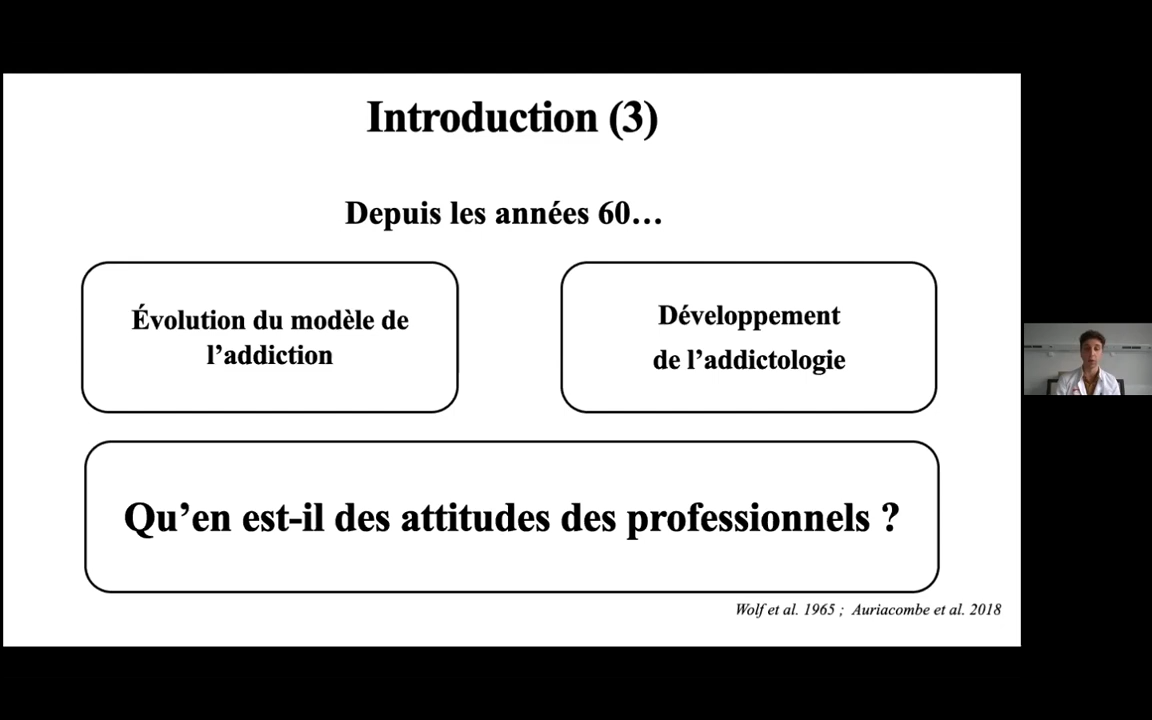 Introduction (3)
Depuis les années 60…
Évolution du modèle de
l’addiction
Développement
de l’addictologie
Qu’en est-il des attitudes des professionnels ?
Wolf et al. 1965 ; Auriacombe et al. 2018